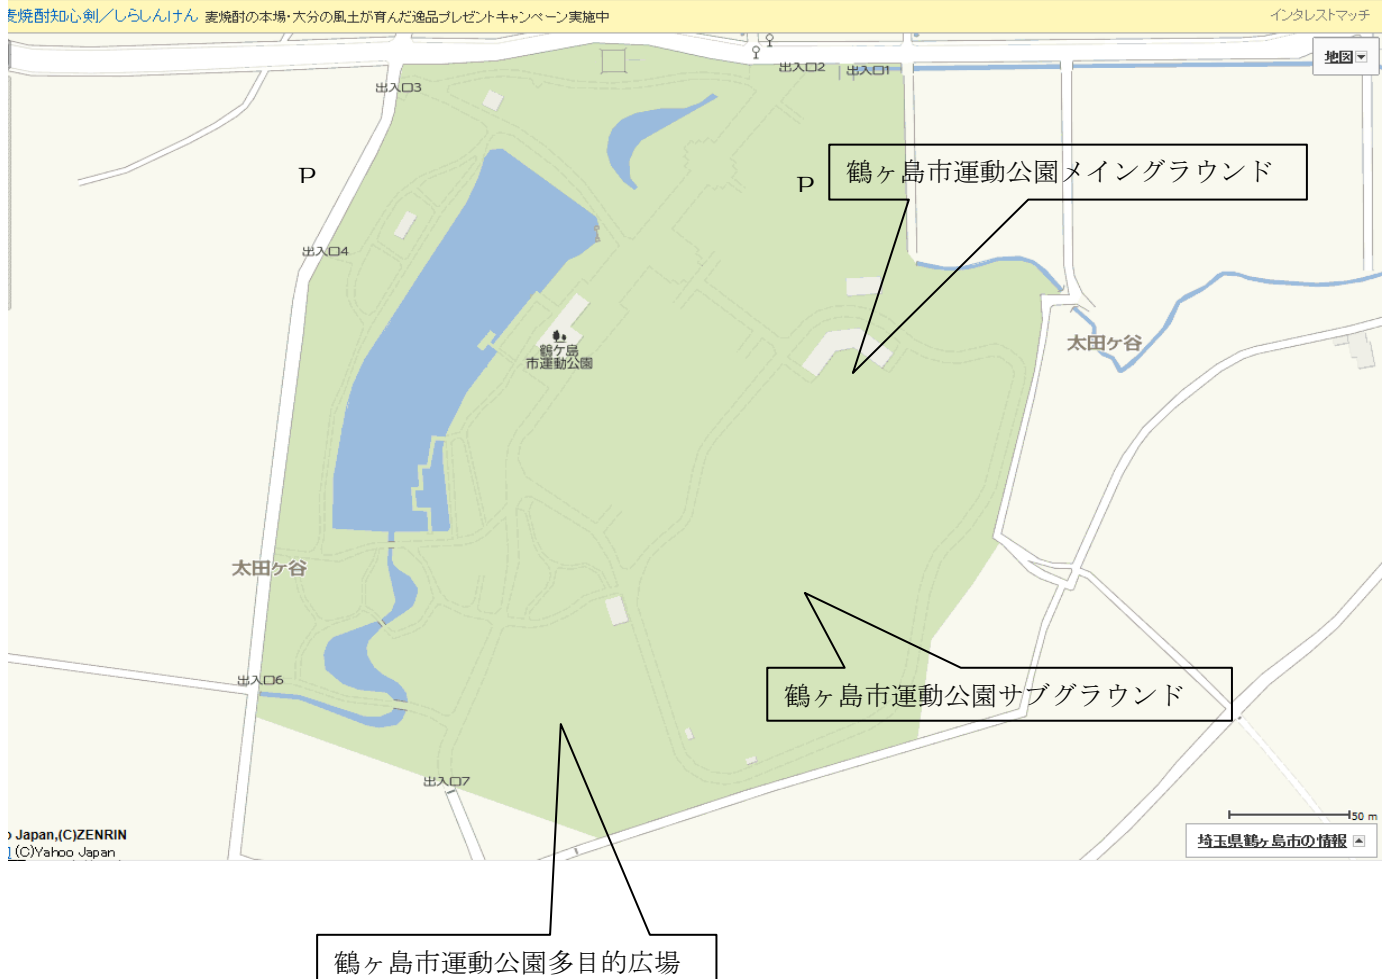 麦焼酎知心剣／しらしんけん 麦焼酎の本場・大分の風土が育んだ逸品プレゼントキャンペーン実施中
インタレストマッチ
地図
出入口2
出入口1
出入口3
P
P
鶴ヶ島市運動公園メイングラウンド
出入口4
太田ヶ谷
鶴ケ島
市運動公園
太田ヶ谷
出入口6
鶴ヶ島市運動公園サブグラウンド
出入口7
50 m
Japan,(C)ZENRIN
(C)Yahoo Japan
埼玉県鶴ヶ島市の情報
鶴ヶ島市運動公園多目的広場